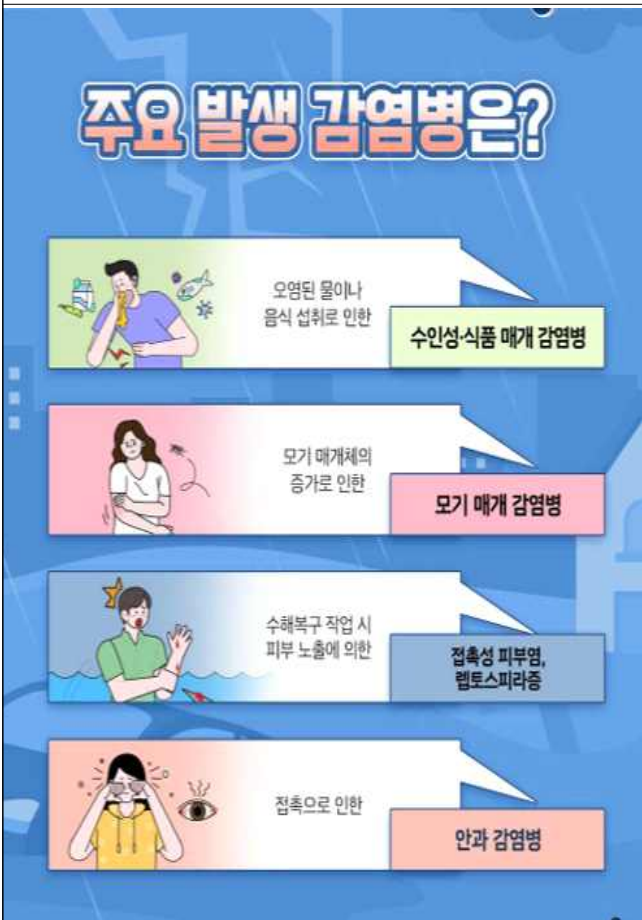 주요 발생 감염병은?
오염된 물이나
음식 섭취로 인한
수인성·식품 매개 감염병
모기 매개체의
증가로 인한
모기 매개 감염병
수해복구 작업 시
피부 노출에 의한
접촉성 피부염,
렙토스피라증
접촉으로 인한
안과 감염병